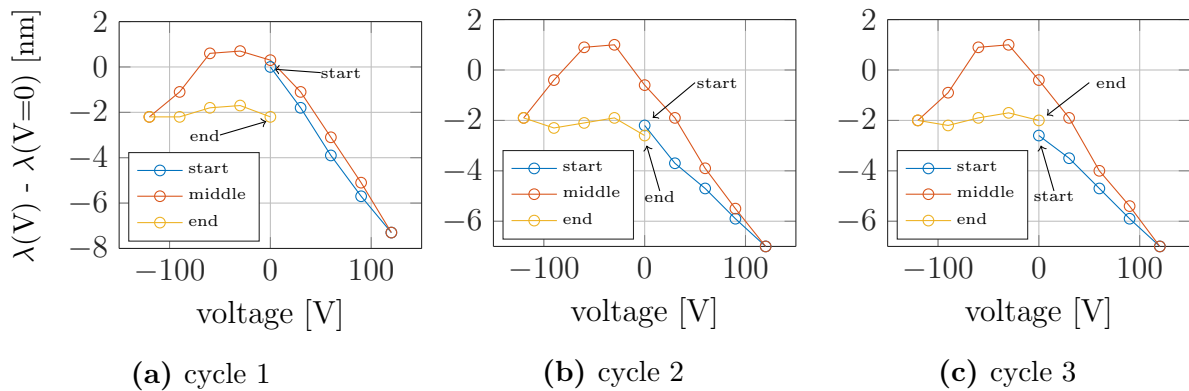 λ(V) - λ(V=0) [nm]
0
−2
−4
−6
−8
start
end
start
middle
end
−100
0
100
voltage [V]
(a) cycle 1
2
0
−2
−4
−6
start
end
start
middle
end
−100
0
100
voltage [V]
(b) cycle 2
2
0
−2
−4
−6
end
start
start
middle
end
−100
0
100
voltage [V]
(c) cycle 3